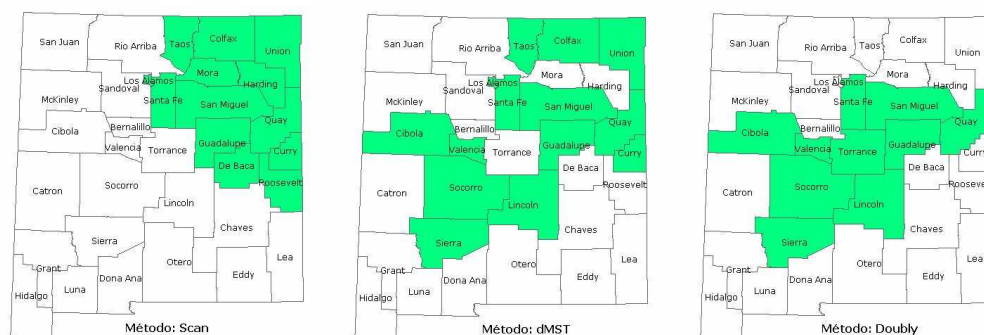 San Juan
Rio Arriba
Taos
Colfax
Union
Los Alamos
Mora
Harding
Sandoval
Santa Fe
San Miguel
McKinley
Quay
Cibola
Bernalillo
Valencia
Torrance
Guadalupe
Curry
De Baca
Roosevelt
Catron
Socorro
Lincoln
Chaves
Sierra
Otero
Lea
Eddy
Grant
Dona Ana
Luna
Hidalgo
Método: Scan
San Juan
Rio Arriba
Taos
Colfax
Union
Los Alamos
Mora
Harding
Sandoval
Santa Fe
San Miguel
McKinley
Quay
Cibola
Bernalillo
Valencia
Torrance
Guadalupe
Curry
De Baca
Roosevelt
Catron
Socorro
Lincoln
Chaves
Sierra
Otero
Lea
Eddy
Grant
Dona Ana
Luna
Hidalgo
Método: dMST
San Juan
Rio Arriba
Taos
Colfax
Union
Los Alamos
Mora
Harding
Sandoval
Santa Fe
San Miguel
McKinley
Quay
Cibola
Bernalillo
Valencia
Torrance
Guadalupe
Curry
De Baca
Roosevelt
Catron
Socorro
Lincoln
Chaves
Sierra
Otero
Lea
Eddy
Grant
Dona Ana
Luna
Hidalgo
Método: Doubly